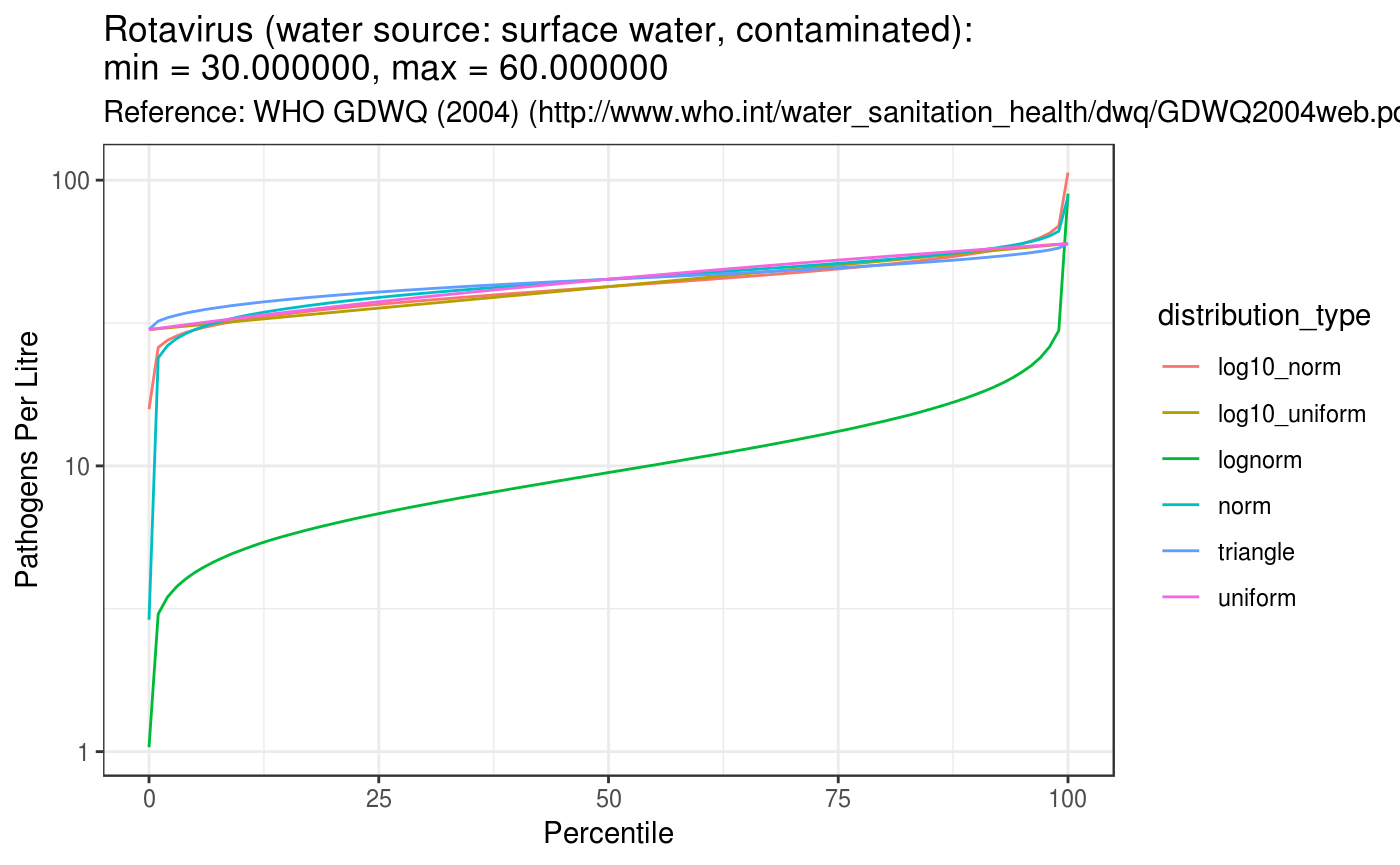 Rotavirus (water source: surface water, contaminated):
min = 30.000000, max = 60.000000
Reference: WHO GDWQ (2004) (http://www.who.int/water_sanitation_health/dwq/GDWQ2004web.pd
100
10
1
Pathogens Per Litre
0 25 50 75 100
Percentile
distribution_type
log10_norm
log10_uniform
lognorm
norm
triangle
uniform